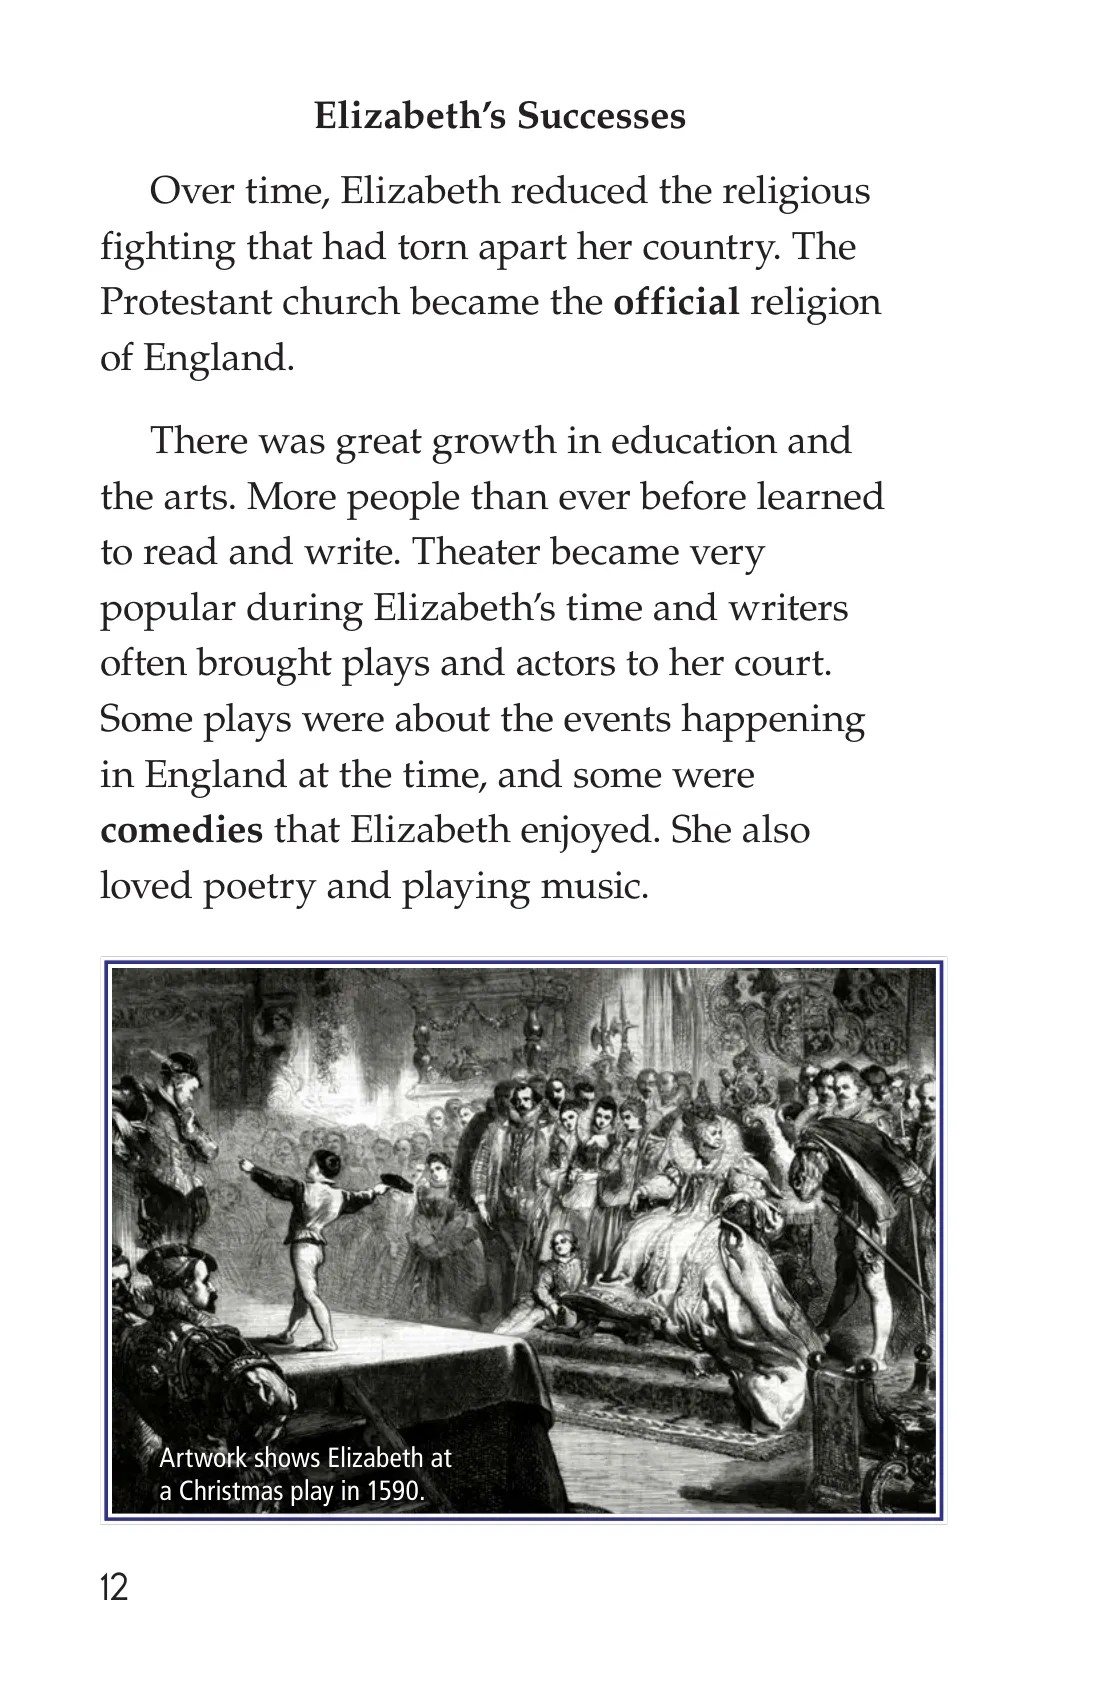 Elizabeth’s Successes
Over time, Elizabeth reduced the religious
fighting that had torn apart her country. The
Protestant church became the official religion
of England.
There was great growth in education and
the arts. More people than ever before learned
to read and write. Theater became very
popular during Elizabeth’s time and writers
often brought plays and actors to her court.
Some plays were about the events happening
in England at the time, and some were
comedies that Elizabeth enjoyed. She also
loved poetry and playing music.
Artwork shows Elizabeth at
a Christmas play in 1590.
12